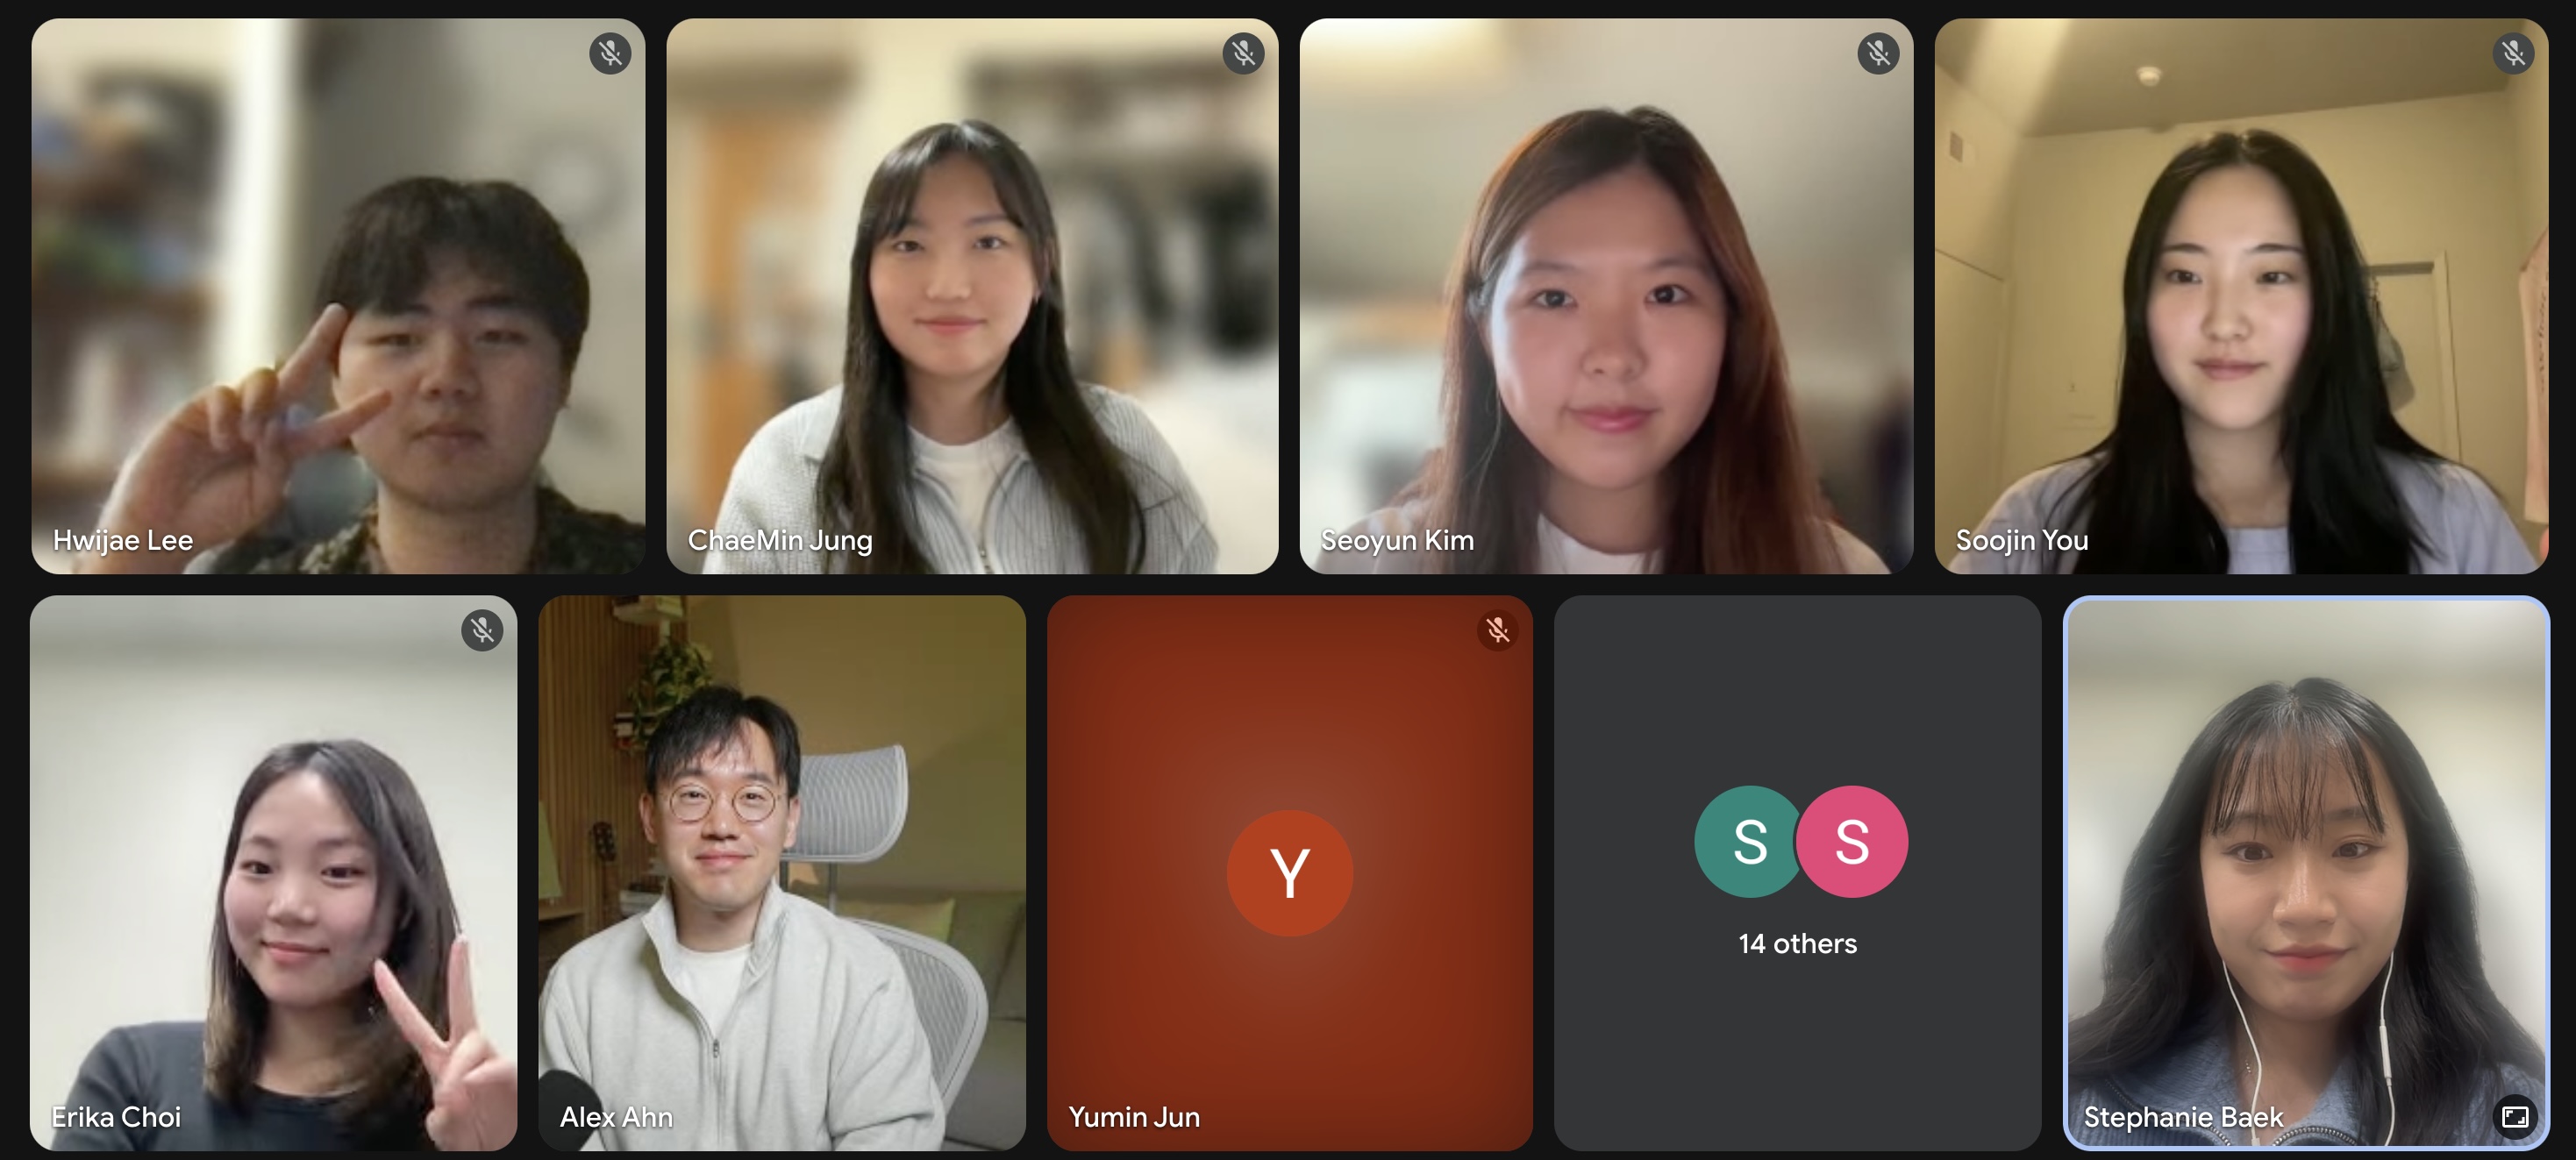 Hwijae Lee
ChaeMin Jung
Seoyun Kim
Soojin You
Erika Choi
Alex Ahn
Y
Yumin Jun
S S
14 others
Stephanie Baek